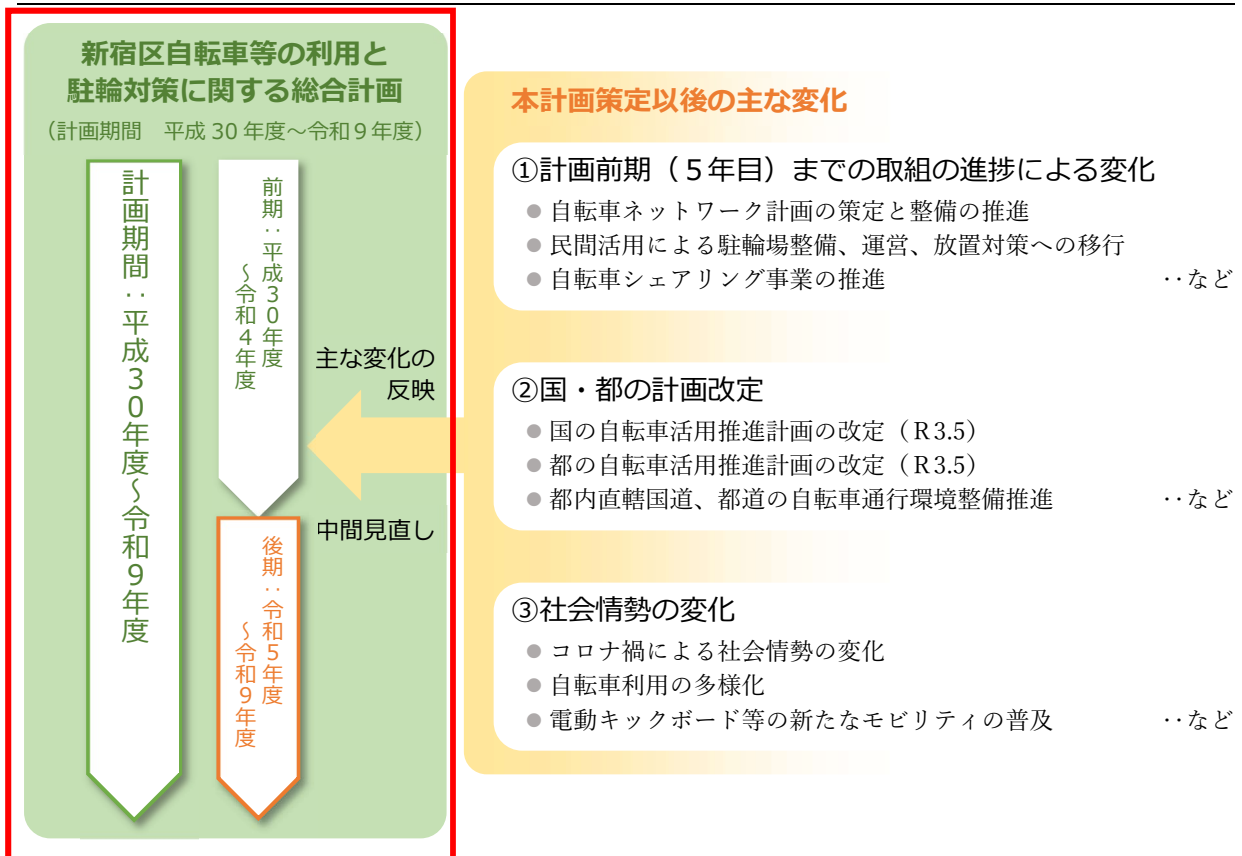 新宿区自転車等の利用と
駐輪対策に関する総合計画
（計画期間　平成 30 年度～令和９年度）
計画期間：平成３０年度～令和９年度
前期：平成３０年度
～令和４年度
後期：令和５年度
～令和９年度
主な変化の
反映
中間見直し
本計画策定以後の主な変化
①計画前期（５年目）までの取組の進捗による変化
● 自転車ネットワーク計画の策定と整備の推進
● 民間活用による駐輪場整備、運営、放置対策への移行
● 自転車シェアリング事業の推進　‥など
②国・都の計画改定
● 国の自転車活用推進計画の改定（Ｒ3.5）
● 都の自転車活用推進計画の改定（Ｒ3.5）
● 都内直轄国道、都道の自転車通行環境整備推進　‥など
③社会情勢の変化
● コロナ禍による社会情勢の変化
● 自転車利用の多様化
● 電動キックボード等の新たなモビリティの普及　‥など